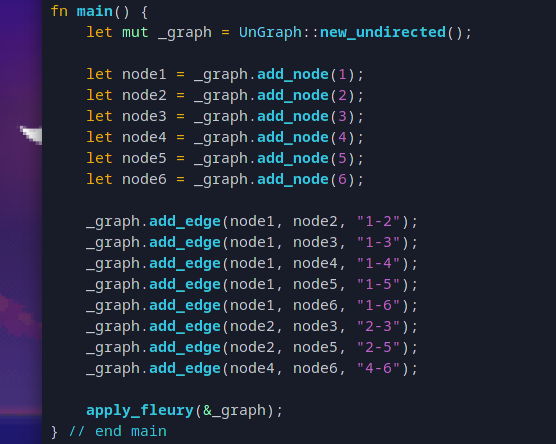 fn main() {
    let mut _graph = UnGraph::new_undirected();

    let node1 = _graph.add_node(1);
    let node2 = _graph.add_node(2);
    let node3 = _graph.add_node(3);
    let node4 = _graph.add_node(4);
    let node5 = _graph.add_node(5);
    let node6 = _graph.add_node(6);

    _graph.add_edge(node1, node2, "1-2");
    _graph.add_edge(node1, node3, "1-3");
    _graph.add_edge(node1, node4, "1-4");
    _graph.add_edge(node1, node5, "1-5");
    _graph.add_edge(node1, node6, "1-6");
    _graph.add_edge(node2, node3, "2-3");
    _graph.add_edge(node2, node5, "2-5");
    _graph.add_edge(node4, node6, "4-6");

    apply_fleury(&_graph);
} // end main